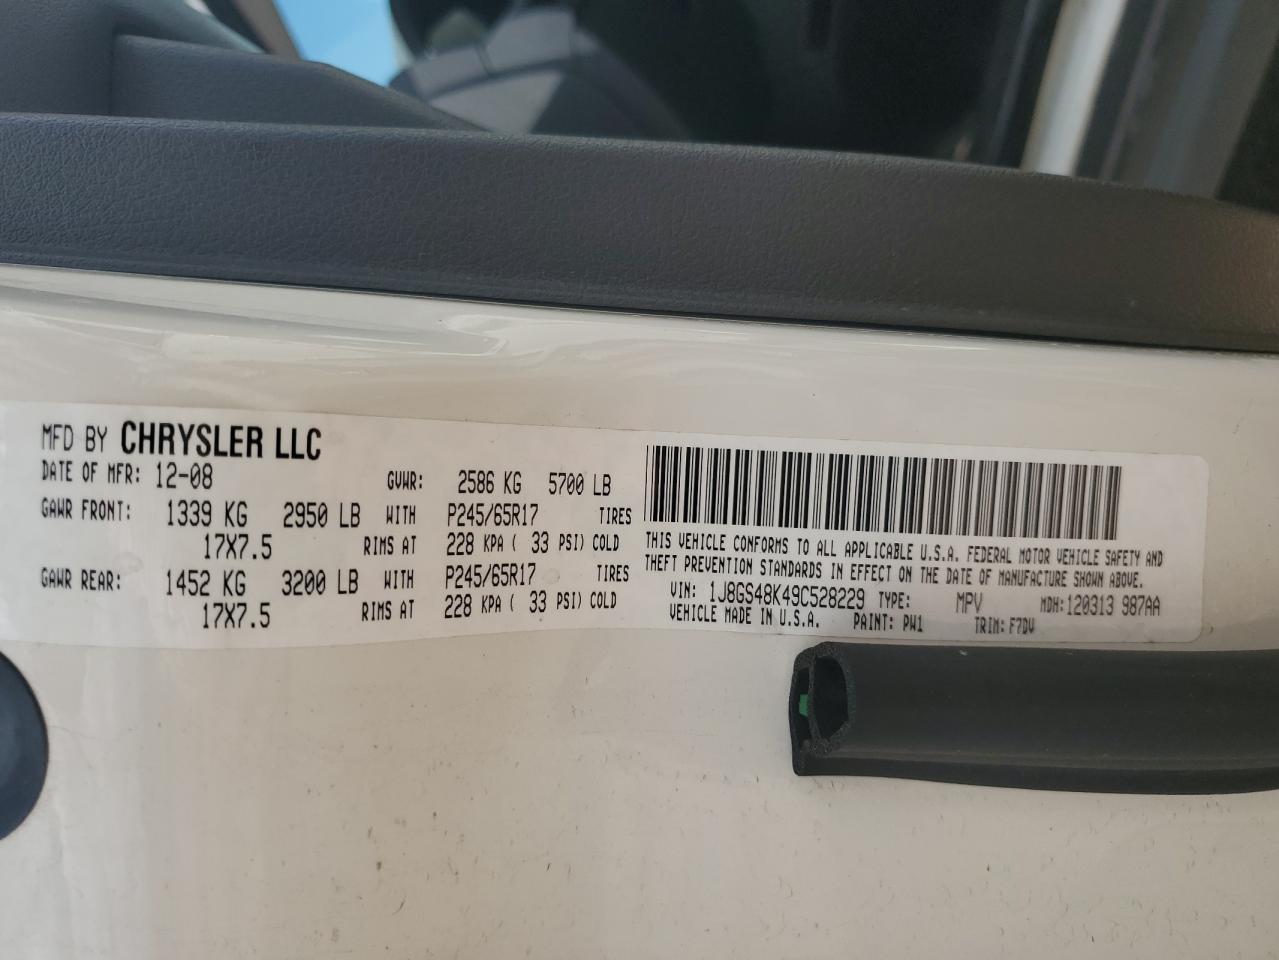 MFD BY CHRYSLER LLC
DATE OF MFR: 12-08 GVWR: 2586 KG 5700 LB
GAWR FRONT: 1339 KG 2950 LB WITH P245/65R17 TIRES
17X7.5 RIMS AT 228 KPA ( 33 PSI) COLD
GAWR REAR: 1452 KG 3200 LB WITH P245/65R17 TIRES
17X7.5 RIMS AT 228 KPA ( 33 PSI) COLD
THIS VEHICLE CONFORMS TO ALL APPLICABLE U.S.A. FEDERAL MOTOR VEHICLE SAFETY AND
THEFT PREVENTION STANDARDS IN EFFECT ON THE DATE OF MANUFACTURE SHOWN ABOVE.
VIN: 1J8GS48K49C528229 TYPE: MPV MDH: 120313 987AA
VEHICLE MADE IN U.S.A. PAINT: PW1 TRIM: F7DV